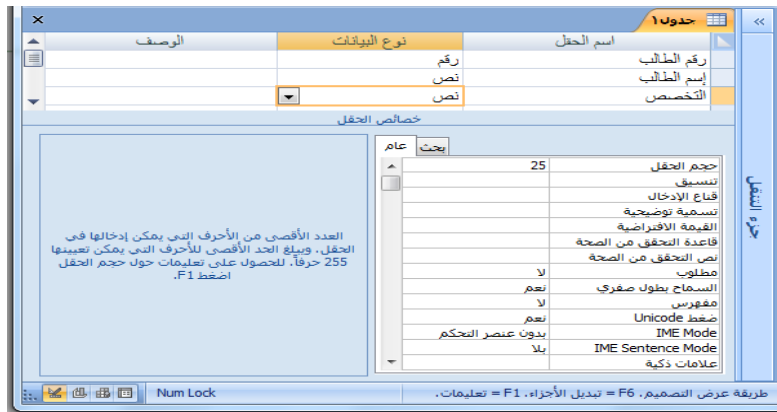 جدول١
اسم الحقل نوع البيانات الوصف
رقم الطالب رقم
إسم الطالب نص
التخصص نص
خصائص الحقل
عام بحث
حجم الحقل 25
تنسيق
قناع الإدخال
تسمية توضيحية
القيمة الافتراضية
قاعدة التحقق من الصحة
نص التحقق من الصحة
مطلوب لا
السماح بطول صفري نعم
مفهرس لا
ضغط Unicode نعم
IME Mode بدون عنصر التحكم
IME Sentence Mode بلا
علامات ذكية
العدد الأقصى من الأحرف التي يمكن إدخالها في
الحقل. ويبلغ الحد الأقصى للأحرف التي يمكن تعيينها
255 حرفاً. للحصول على تعليمات حول حجم الحقل
اضغط F1.
جزء التنقل
طريقة عرض التصميم. F6 = تبديل الأجزاء. F1 = تعليمات.
Num Lock